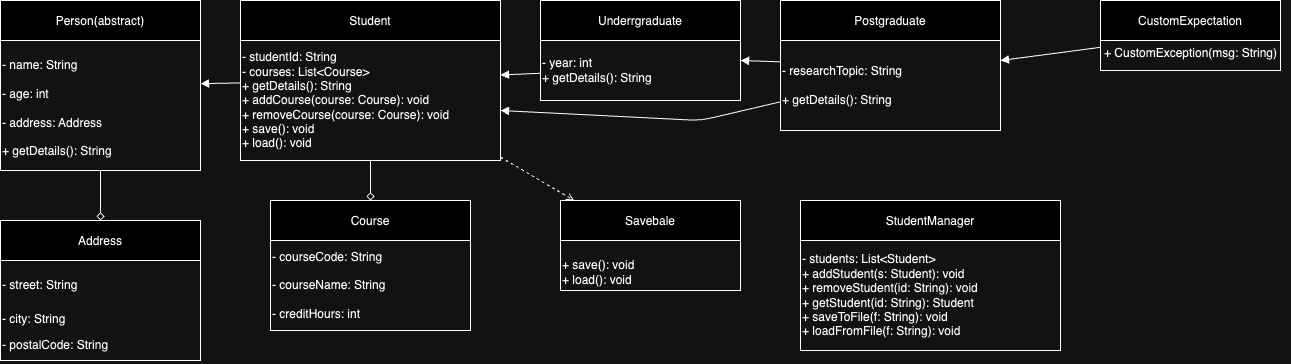 Person(abstract)
- name: String
- age: int
- address: Address
+ getDetails(): String
Student
- studentId: String
- courses: List<Course>
+ getDetails(): String
+ addCourse(course: Course): void
+ removeCourse(course: Course): void
+ save(): void
+ load(): void
Underrgraduate
- year: int
+ getDetails(): String
Postgraduate
- researchTopic: String
+ getDetails(): String
CustomExpectation
+ CustomException(msg: String)
Address
- street: String
- city: String
- postalCode: String
Course
- courseCode: String
- courseName: String
- creditHours: int
Savebale
+ save(): void
+ load(): void
StudentManager
- students: List<Student>
+ addStudent(s: Student): void
+ removeStudent(id: String): void
+ getStudent(id: String): Student
+ saveToFile(f: String): void
+ loadFromFile(f: String): void